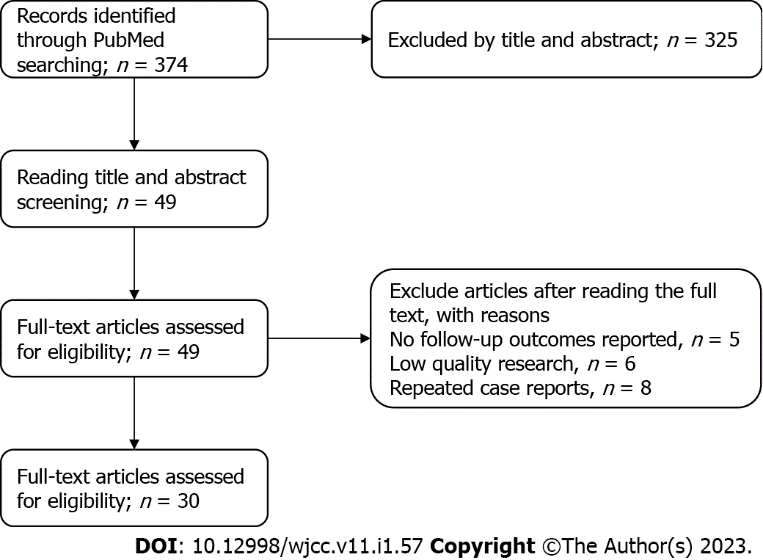 Records identified
through PubMed
searching; n = 374
Excluded by title and abstract; n = 325
Reading title and abstract
screening; n = 49
Full-text articles assessed
for eligibility; n = 49
Exclude articles after reading the full
text, with reasons
No follow-up outcomes reported, n = 5
Low quality research, n = 6
Repeated case reports, n = 8
Full-text articles assessed
for eligibility; n = 30
DOI: 10.12998/wjcc.v11.i1.57 Copyright ©The Author(s) 2023.